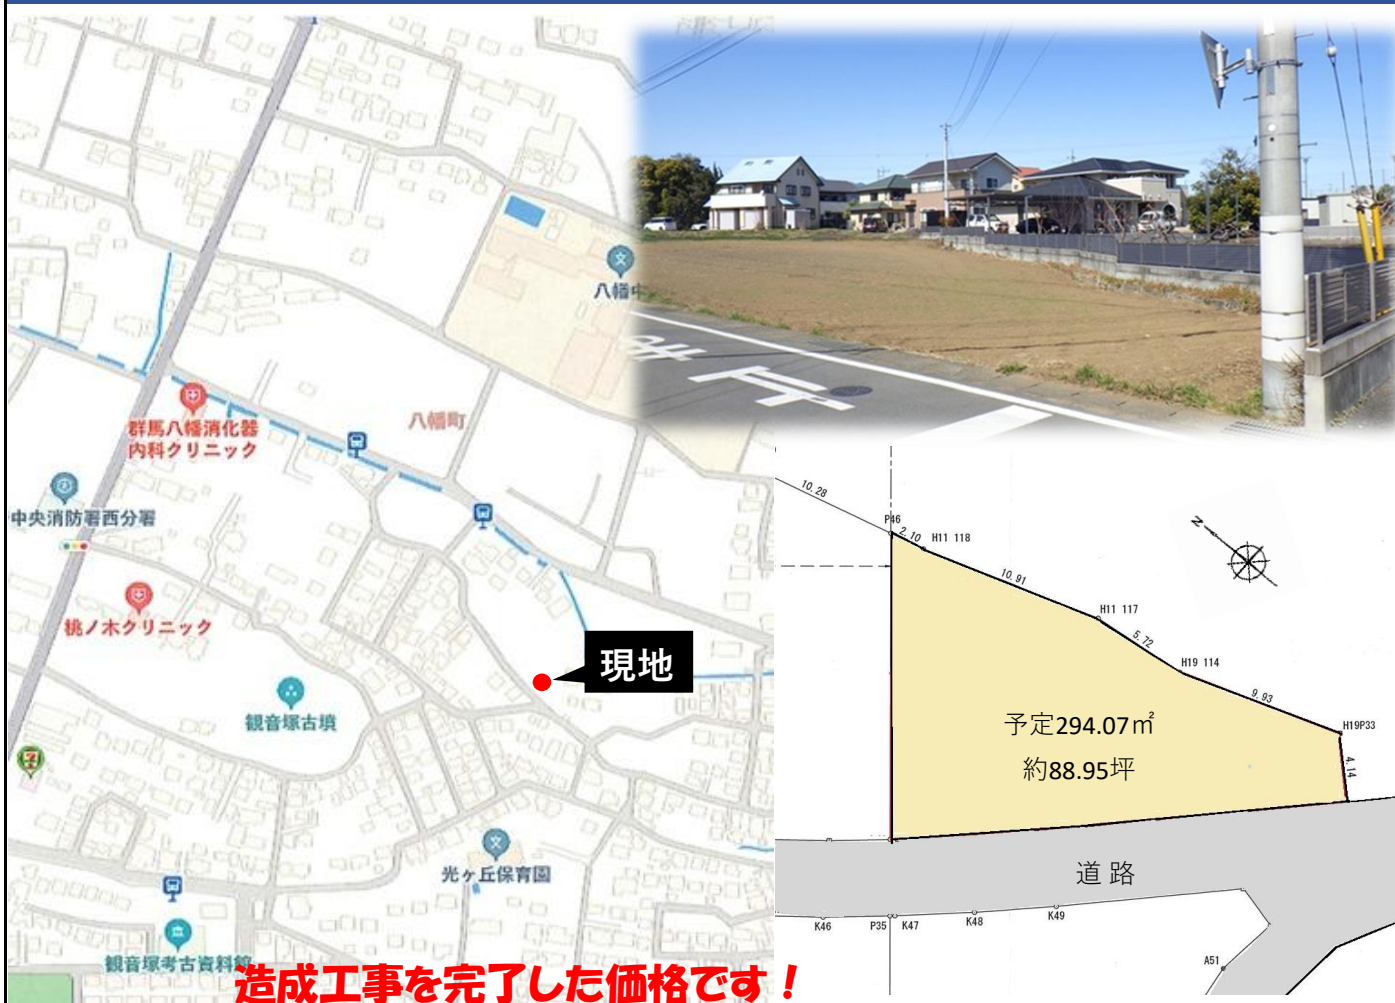 八幡中
群馬八幡消化器
内科クリニック
八幡町
中央消防署西分署
桃ノ木クリニック
現地
観音塚古墳
光ヶ丘保育園
観音塚考古資料館
造成工事を完了した価格です！
10.28
P46
2.10
H11 118
10.91
H11 117
5.72
H19 114
9.93
H19P33
4.14
N
予定294.07㎡
約88.95坪
道路
K46
P35
K47
K48
K49
A51